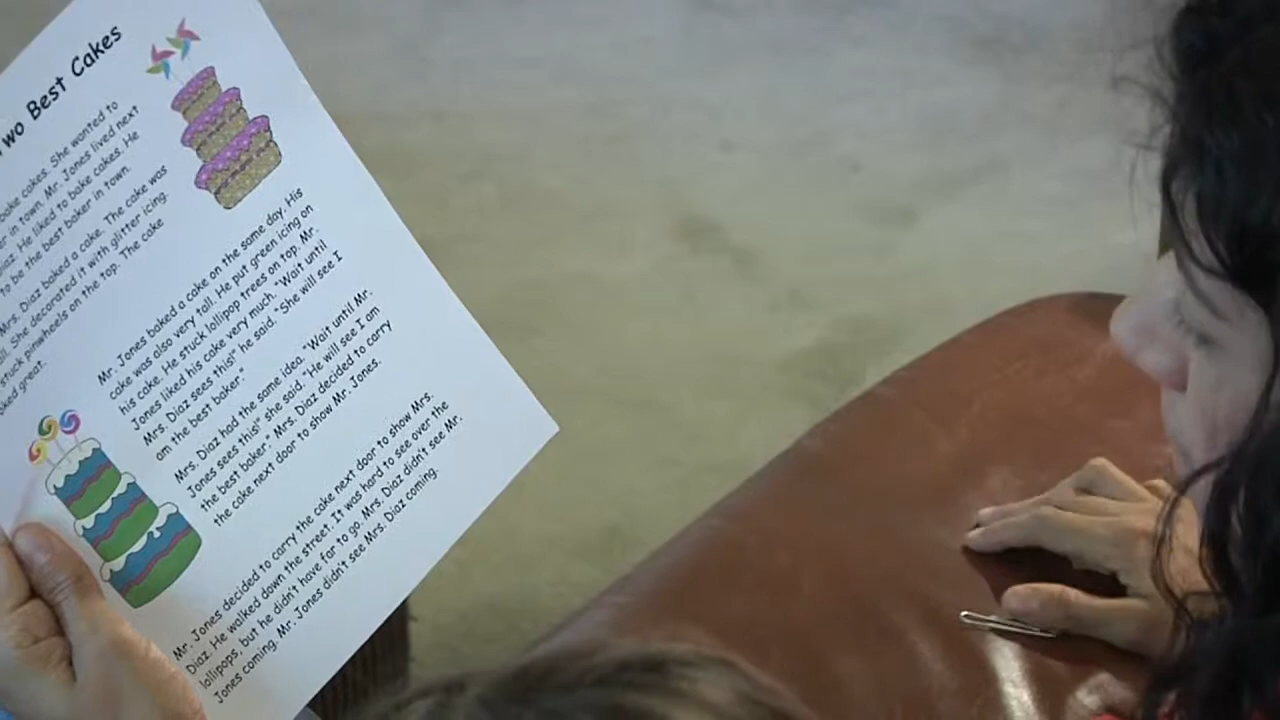 wo Best Cakes
bake cakes. She wanted to
er in town. Mr. Jones lived next
Diaz. He liked to bake cakes. He
to be the best baker in town.
Mrs. Diaz baked a cake. The cake was
all. She decorated it with glitter icing.
stuck pinwheels on the top. The cake
oked great.
Mr. Jones baked a cake on the same day. His
cake was also very tall. He put green icing on
his cake. He stuck lollipop trees on top. Mr.
Jones liked his cake very much. "Wait until
Mrs. Diaz sees this!" he said. "She will see I
am the best baker."
Mrs. Diaz had the same idea. "Wait until Mr.
Jones sees this!" she said. "He will see I am
the best baker." Mrs. Diaz decided to carry
the cake next door to show Mr. Jones.
Mr. Jones decided to carry the cake next door to show Mrs.
Diaz. He walked down the street. It was hard to see over the
lollipops, but he didn't have far to go. Mrs. Diaz didn't see Mr.
Jones coming. Mr. Jones didn't see Mrs. Diaz coming.